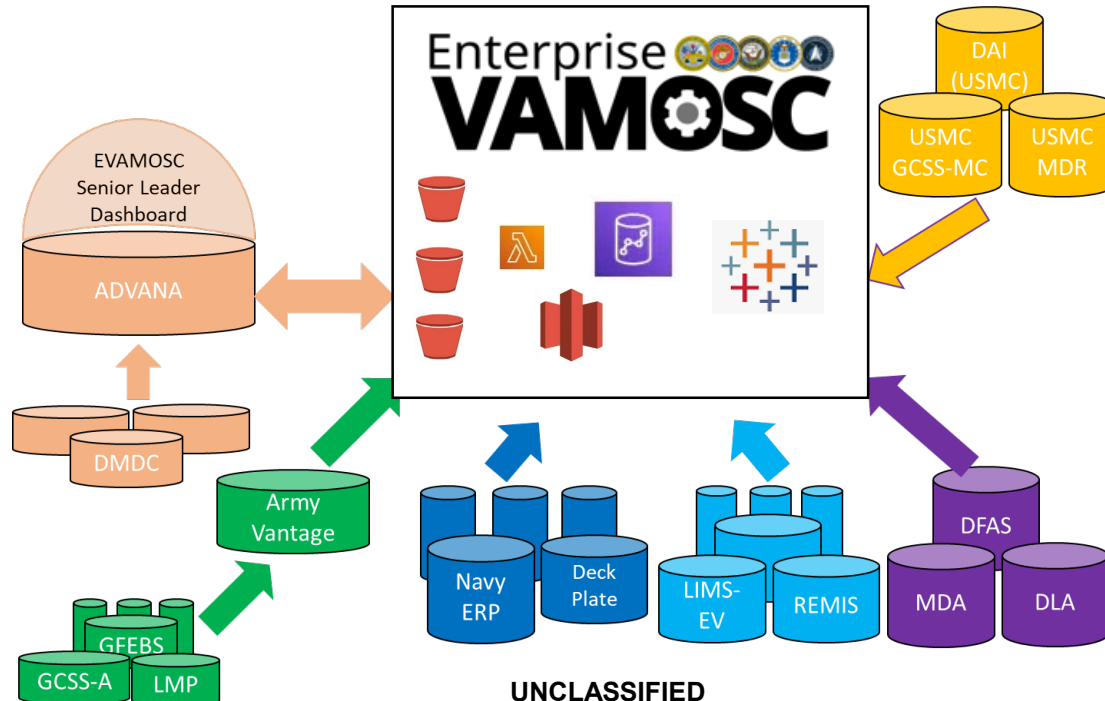 Enterprise
VAMOSC
DAI
(USMC)
USMC
GCSS-MC
USMC
MDR
EVAMOSC
Senior Leader
Dashboard
ADVANA
DMDC
Army
Vantage
GFEBS
GCSS-A
LMP
Navy
ERP
Deck
Plate
LIMS-
EV
REMIS
DFAS
MDA
DLA
UNCLASSIFIED